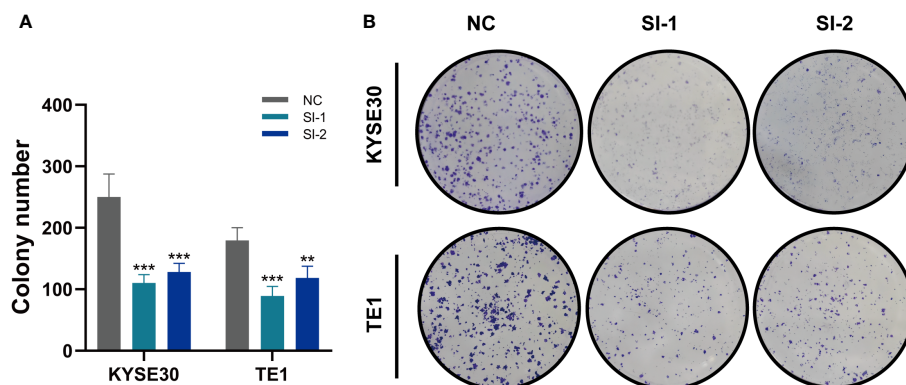 A
Colony number
400
300
200
100
0
NC
SI-1
SI-2
***
***
***
**
KYSE30
TE1
B
NC
SI-1
SI-2
KYSE30
TE1